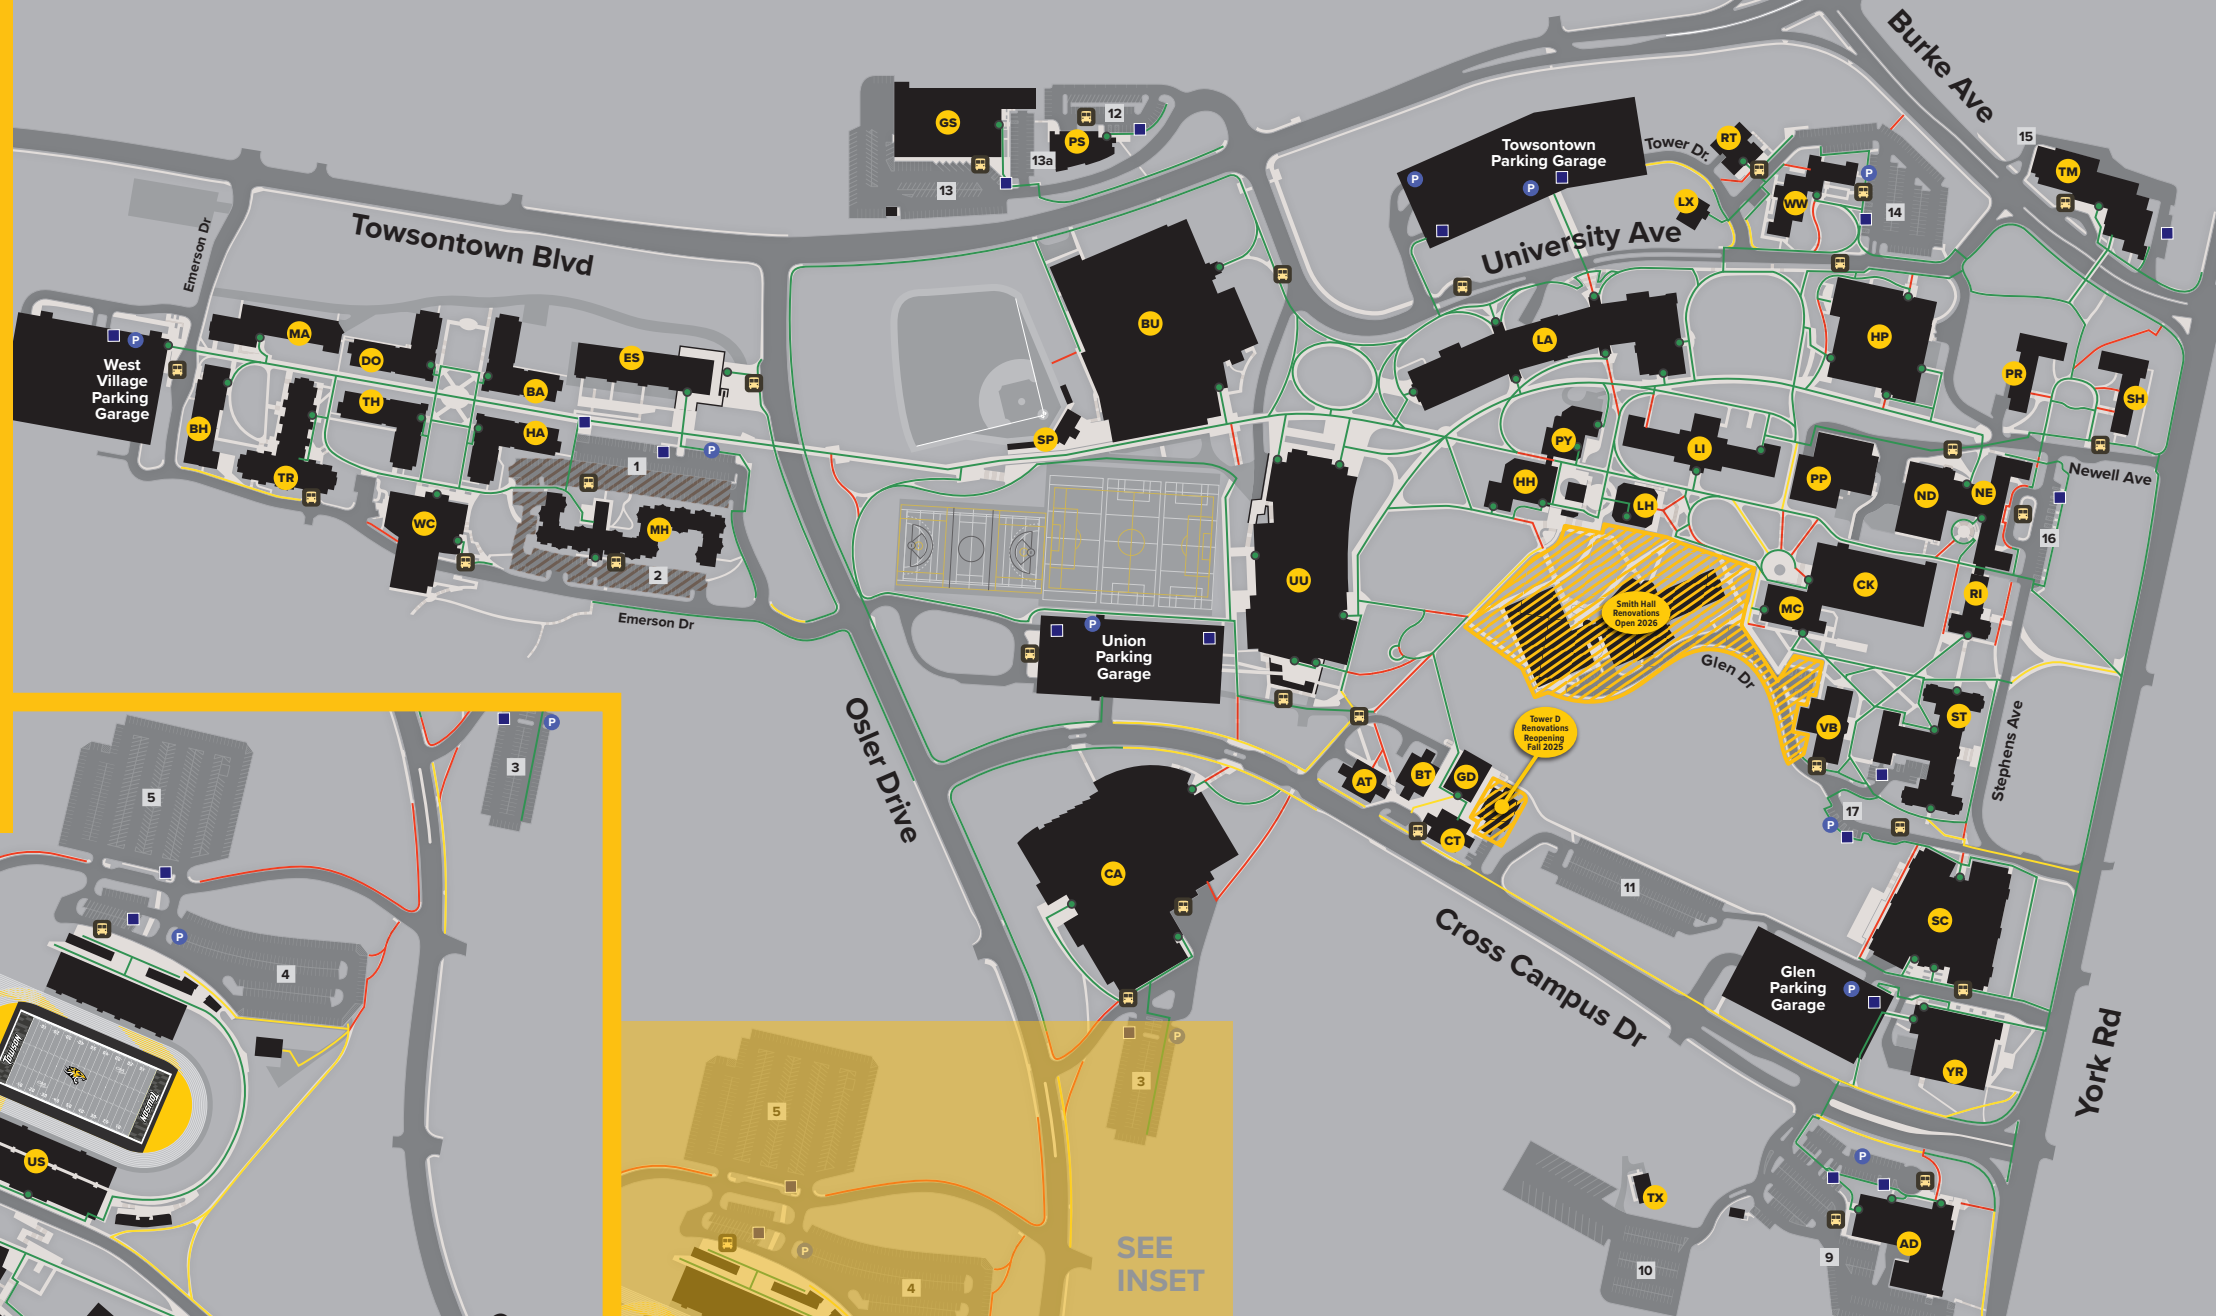 Burke Ave
GS
PS
12
13a
13
Towsontown
Parking Garage
P
P
Tower Dr.
RT
LX
WW
P
14
15
TM
Towsontown Blvd
Emerson Dr
University Ave
West
Village
Parking
Garage
P
MA
DO
TH
BH
TR
BA
HA
ES
1
P
WC
MH
2
Emerson Dr
BU
SP
LA
HP
PR
SH
PY
HH
LI
LH
PP
ND
NE
Newell Ave
16
UU
Union
Parking
Garage
P
Smith Hall
Renovations
Open 2026
Glen Dr
CK
MC
RI
VB
ST
Stephens Ave
Tower D
Renovations
Reopening
Fall 2025
AT
BT
GD
CT
17
P
Osler Drive
CA
11
Cross Campus Dr
SC
Glen
Parking
Garage
P
YR
York Rd
P
TX
10
9
AD
5
3
P
P
4
TOWSON
TOWSON
US
5
3
P
P
4
SEE
INSET